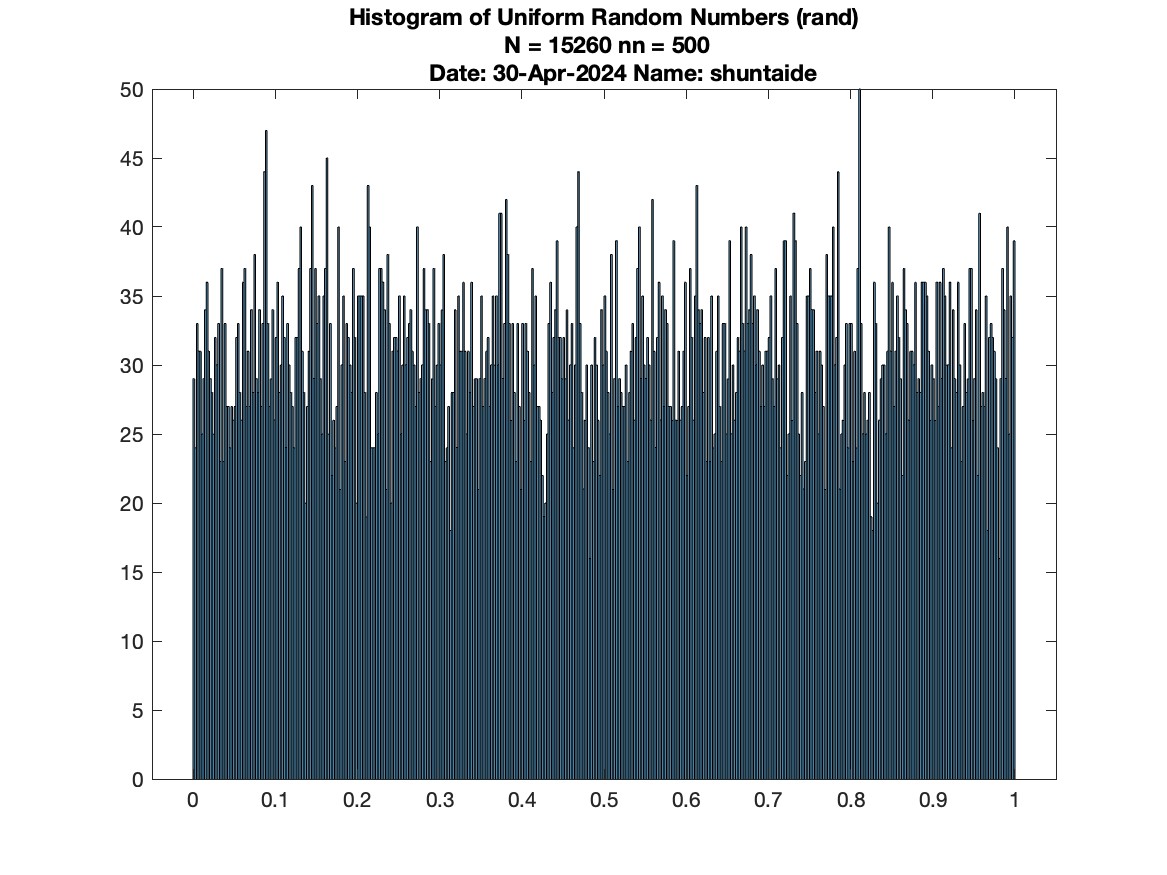 Histogram of Uniform Random Numbers (rand)
N = 15260 nn = 500
Date: 30-Apr-2024 Name: shuntaide
50
45
40
35
30
25
20
15
10
5
0
0 0.1 0.2 0.3 0.4 0.5 0.6 0.7 0.8 0.9 1